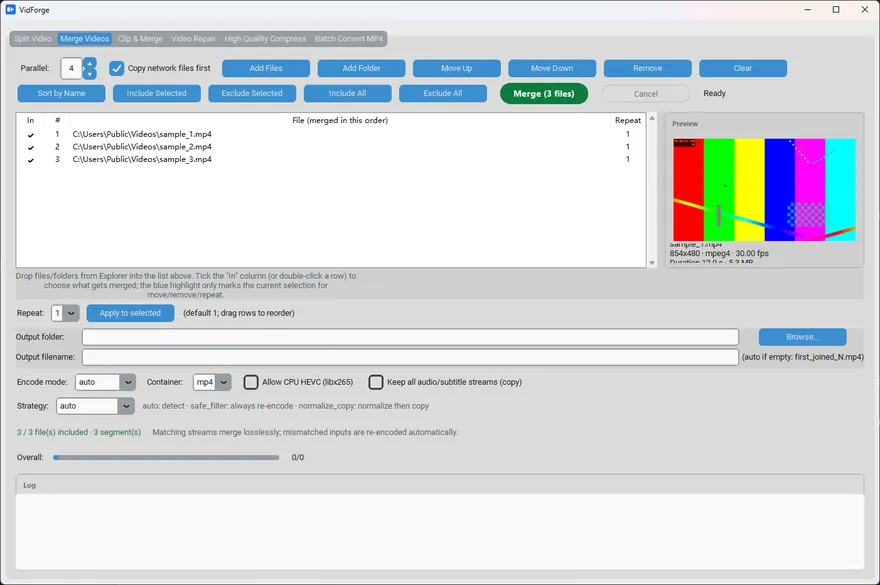 VidForge
Split Video Merge Videos Clip & Merge Video Repair High-Quality Compress Batch Convert MP4
Parallel: 4 Copy network files first Add Files Add Folder Move Up Move Down Remove Clear
Sort by Name Include Selected Exclude Selected Include All Exclude All Merge (3 files) Cancel Ready
In # File (merged in this order) Repeat
1 C:\Users\Public\Videos\sample_1.mp4 1
2 C:\Users\Public\Videos\sample_2.mp4 1
3 C:\Users\Public\Videos\sample_3.mp4 1
Preview
sample_1.mp4
854x480 · mpeg4 · 30.00 fps
Duration 12.0 s · 5.3 MB
Drop files/folders from Explorer into the list above. Tick the "In" column (or double-click a row) to
choose what gets merged; the blue highlight only marks the current selection for
move/remove/repeat.
Repeat: 1 Apply to selected (default 1; drag rows to reorder)
Output folder: Browse...
Output filename: (auto if empty: first_joined_N.mp4)
Encode mode: auto Container: mp4 Allow CPU HEVC (libx265) Keep all audio/subtitle streams (copy)
Strategy: auto auto: detect · safe_filter: always re-encode · normalize_copy: normalize then copy
3 / 3 file(s) included · 3 segment(s) Matching streams merge losslessly; mismatched inputs are re-encoded automatically.
Overall: 0/0
Log